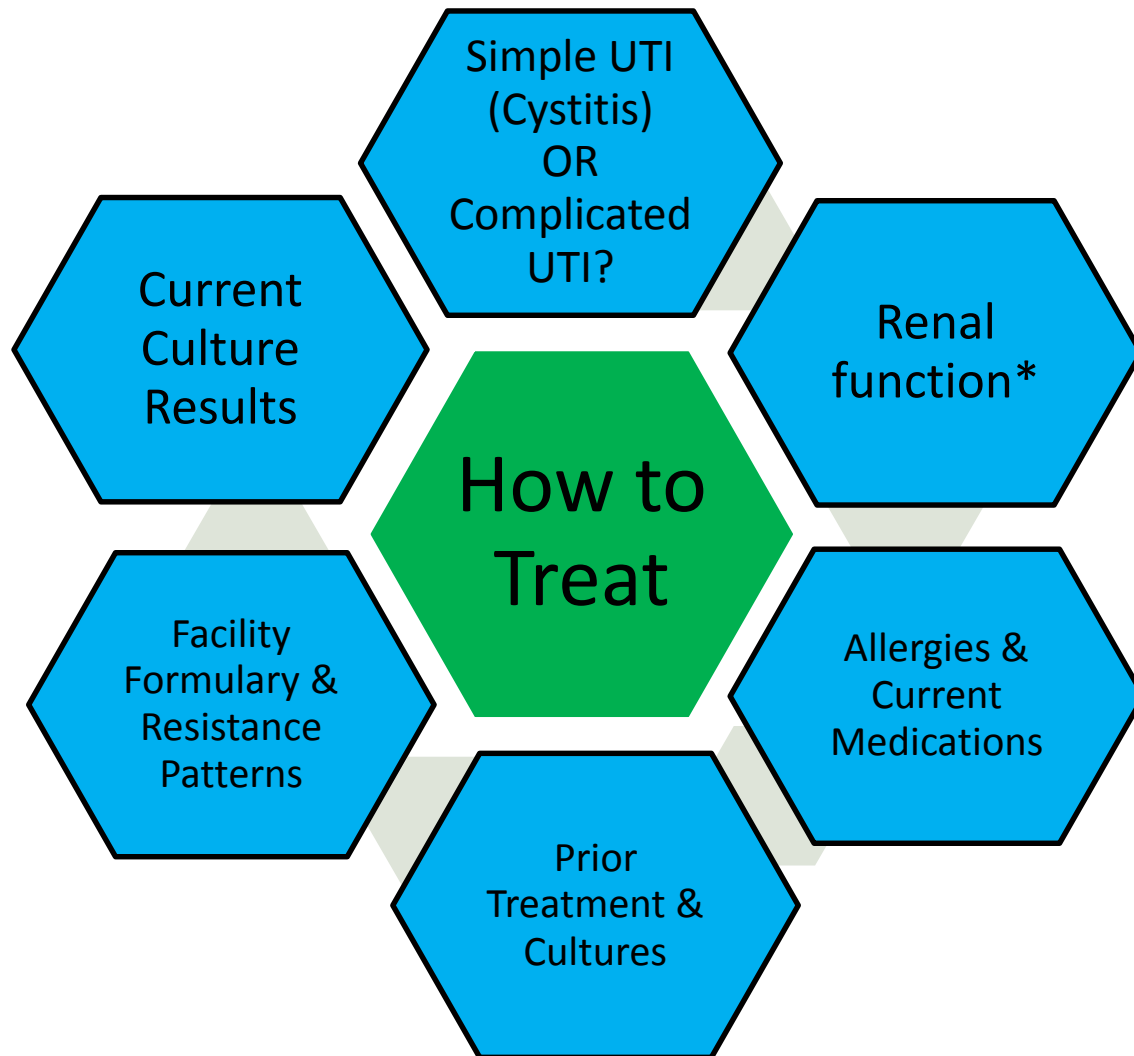 Simple UTI
(Cystitis)
OR
Complicated
UTI?
Renal
function*
Allergies &
Current
Medications
Prior
Treatment &
Cultures
Facility
Formulary &
Resistance
Patterns
Current
Culture
Results
How to
Treat